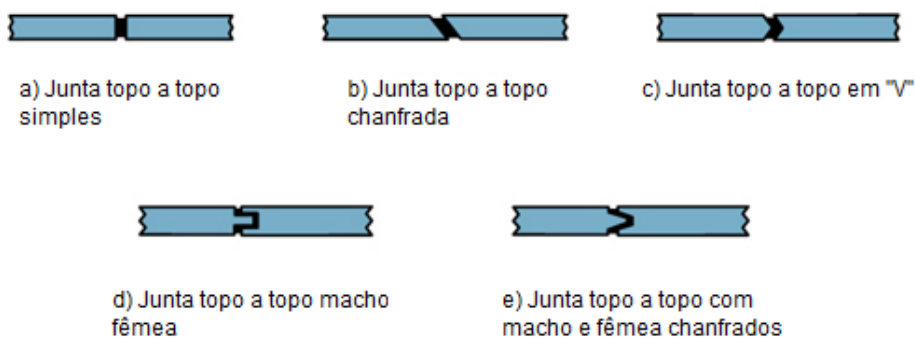 a) Junta topo a topo
simples
b) Junta topo a topo
chanfrada
c) Junta topo a topo em "V"
d) Junta topo a topo macho
fêmea
e) Junta topo a topo com
macho e fêmea chanfrados